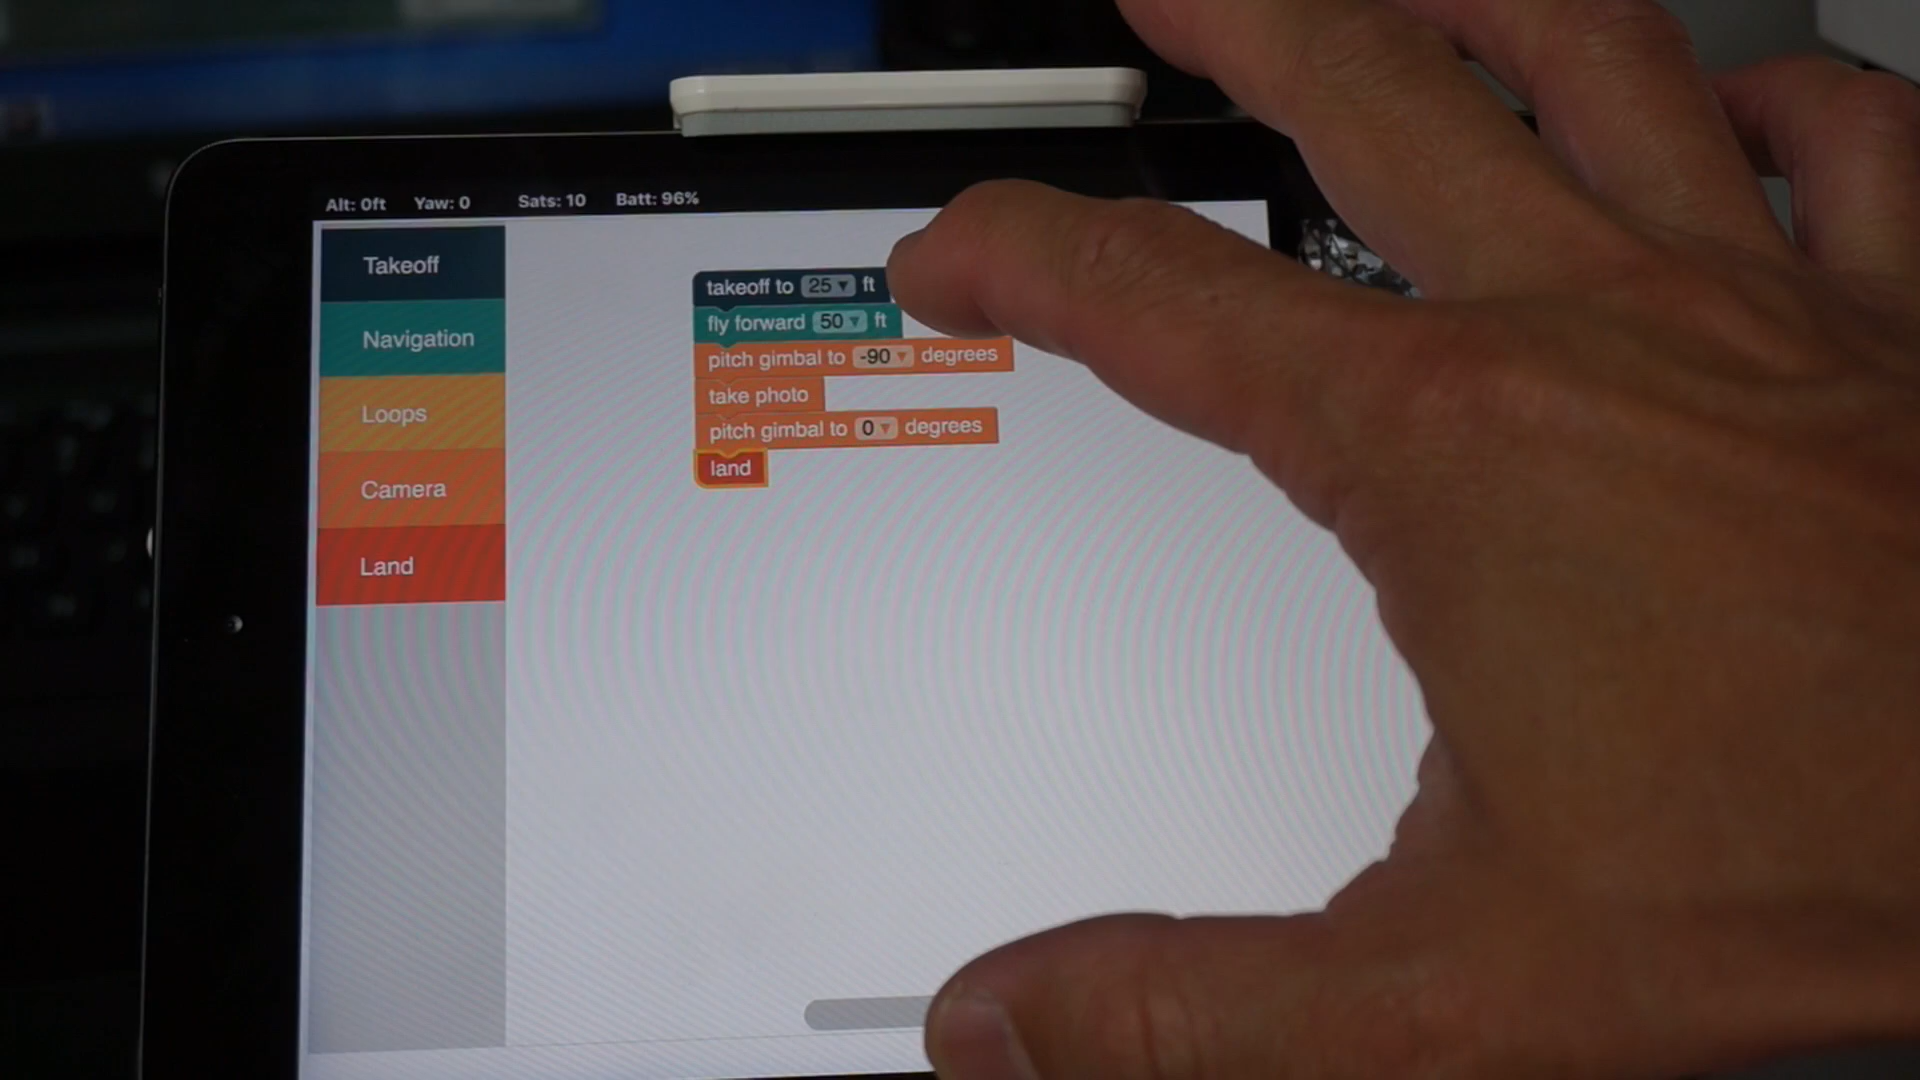 Alt: 0ft Yaw: 0 Sats: 10 Batt: 96%
Takeoff
Navigation
Loops
Camera
Land
takeoff to 25 ft
fly forward 50 ft
pitch gimbal to -90 degrees
take photo
pitch gimbal to 0 degrees
land